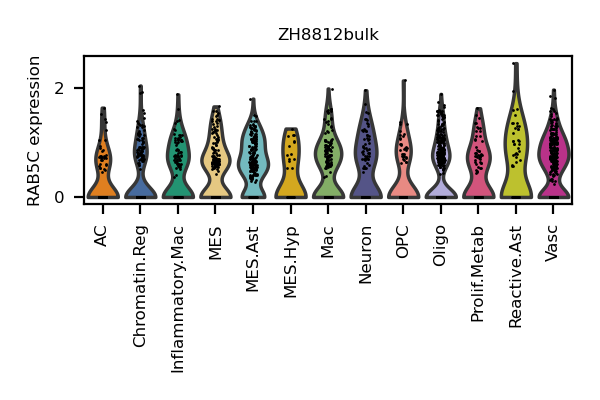 ZH8812bulk
RAB5C expression
2
0
AC
Chromatin.Reg
Inflammatory.Mac
MES
MES.Ast
MES.Hyp
Mac
Neuron
OPC
Oligo
Prolif.Metab
Reactive.Ast
Vasc